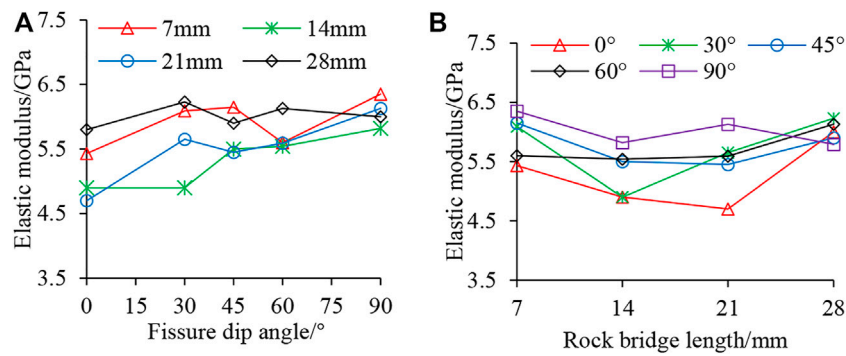 A
7mm 14mm
21mm 28mm
7.5
6.5
5.5
4.5
3.5
Elastic modulus/GPa
0 15 30 45 60 75 90
Fissure dip angle/°
B
0° 30° 45°
60° 90°
7.5
6.5
5.5
4.5
3.5
Elastic modulus/GPa
7 14 21 28
Rock bridge length/mm